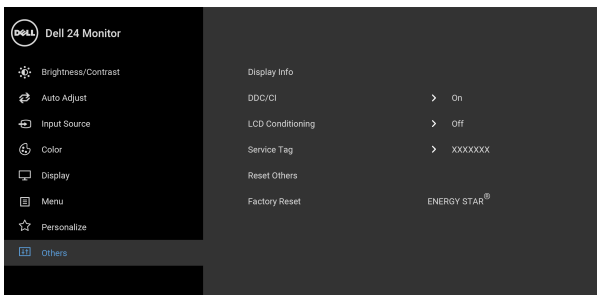 DELL Dell 24 Monitor
Brightness/Contrast Display Info
Auto Adjust DDC/CI > On
Input Source LCD Conditioning > Off
Color Service Tag > XXXXXXX
Display Reset Others
Menu Factory Reset ENERGY STAR®
Personalize
Others